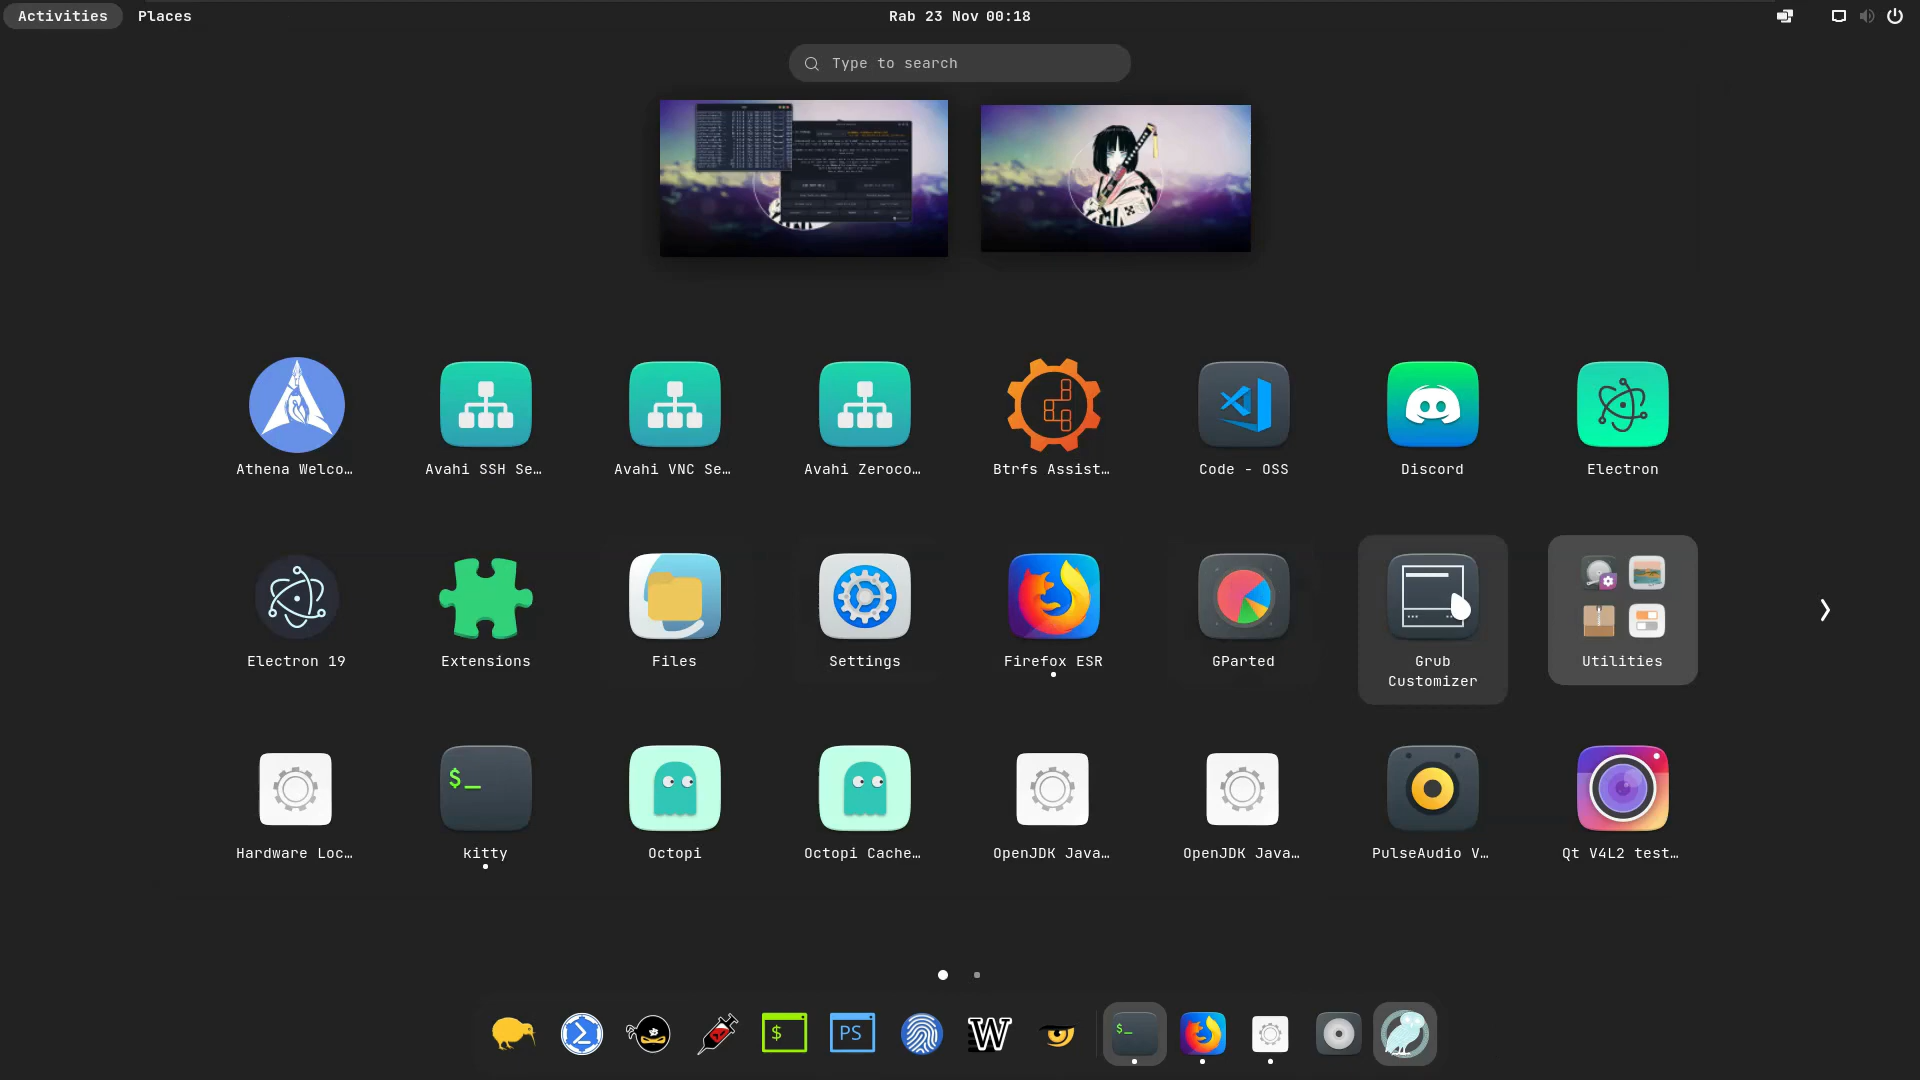 Activities
Places
Rab 23 Nov 00:18
Type to search
Athena Welco…
Avahi SSH Se…
Avahi VNC Se…
Avahi Zeroco…
Btrfs Assist…
Code - OSS
Discord
Electron
Electron 19
Extensions
Files
Settings
Firefox ESR
GParted
Grub
Customizer
Utilities
Hardware Loc…
$_
kitty
Octopi
Octopi Cache…
OpenJDK Java…
OpenJDK Java…
PulseAudio V…
Qt V4L2 test…
$
PS
W
$_